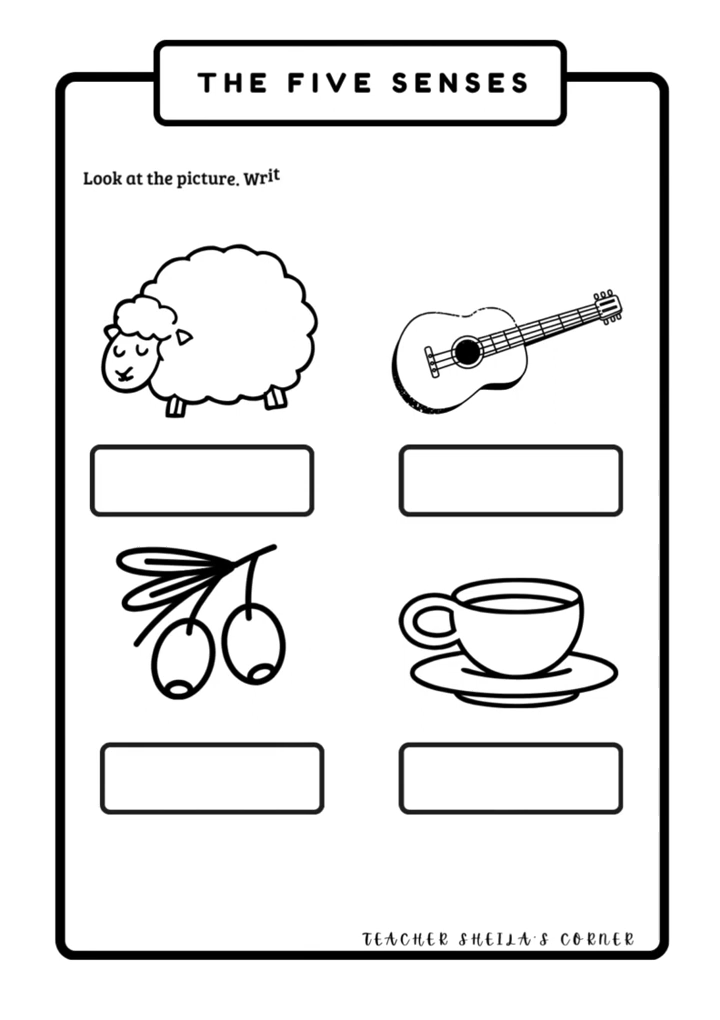 THE FIVE SENSES
Look at the picture. Writ
TEACHER SHEILA'S CORNER